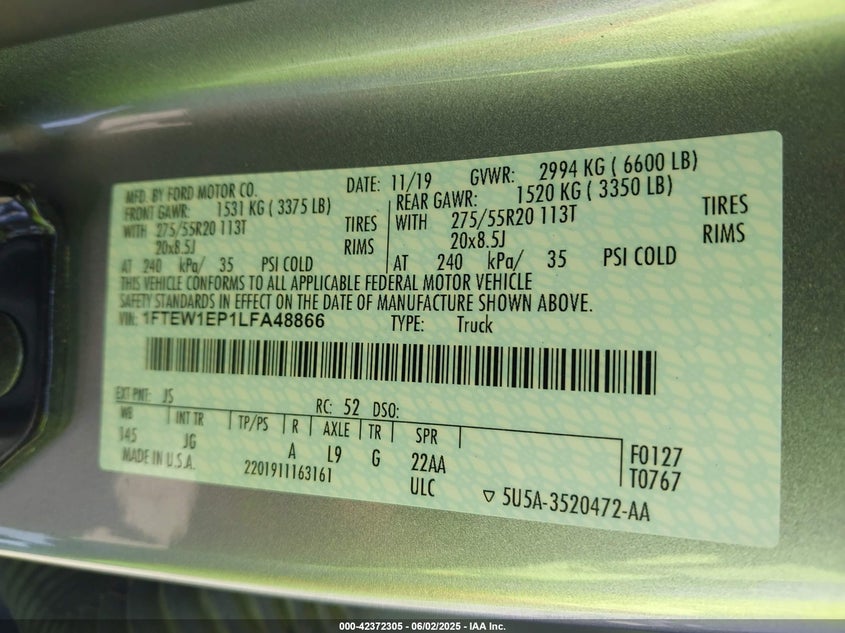 MFD. BY FORD MOTOR CO. DATE: 11/19 GVWR: 2994 KG ( 6600 LB)
FRONT GAWR: 1531 KG ( 3375 LB) REAR GAWR: 1520 KG ( 3350 LB)
WITH 275/55R20 113T TIRES WITH 275/55R20 113T TIRES
20x8.5J RIMS 20x8.5J RIMS
AT 240 kPa/ 35 PSI COLD AT 240 kPa/ 35 PSI COLD
THIS VEHICLE CONFORMS TO ALL APPLICABLE FEDERAL MOTOR VEHICLE
SAFETY STANDARDS IN EFFECT ON THE DATE OF MANUFACTURE SHOWN ABOVE.
VIN: 1FTEW1EP1LFA48866 TYPE: Truck
EXT PNT: JS RC: 52 DSO:
WB INT TR TP/PS R AXLE TR SPR
145 JG A L9 G 22AA F0127
MADE IN U.S.A. 2201911163161 ULC T0767
▽ 5U5A-3520472-AA
000-42372305 - 06/02/2025 - IAA Inc.